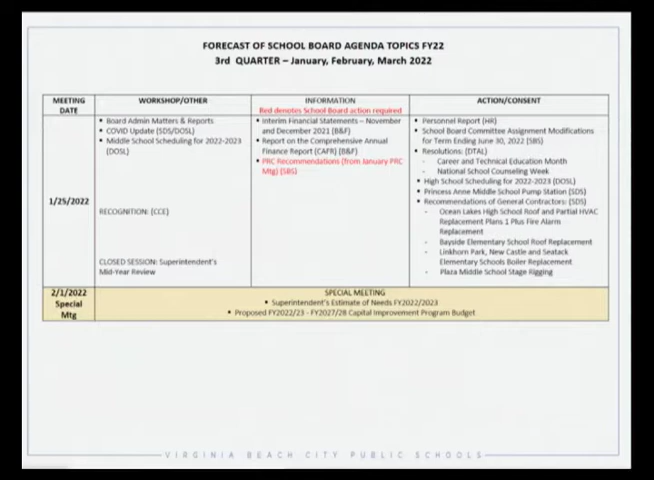 FORECAST OF SCHOOL BOARD AGENDA TOPICS FY22
3rd QUARTER – January, February, March 2022
MEETING DATE
WORKSHOP/OTHER
INFORMATION
Red denotes School Board action required
ACTION/CONSENT
1/25/2022
• Board Admin Matters & Reports
• COVID Update (SDS/DOSL)
• Middle School Scheduling for 2022-2023
(DOSL)
RECOGNITION: (CCE)
CLOSED SESSION: Superintendent's
Mid-Year Review
• Interim Financial Statements – November
and December 2021 (B&F)
• Report on the Comprehensive Annual
Finance Report (CAFR) (B&F)
• PRC Recommendations (from January PRC
Mtg) (SBS)
• Personnel Report (HR)
• School Board Committee Assignment Modifications
for Term Ending June 30, 2022 (SBS)
• Resolutions: (DTAL)
- Career and Technical Education Month
- National School Counseling Week
• High School Scheduling for 2022-2023 (DOSL)
• Princess Anne Middle School Pump Station (SDS)
• Recommendations of General Contractors: (SDS)
- Ocean Lakes High School Roof and Partial HVAC
Replacement Plans 1 Plus Fire Alarm
Replacement
- Bayside Elementary School Roof Replacement
- Linkhorn Park, New Castle and Seatack
Elementary Schools Boiler Replacement
- Plaza Middle School Stage Rigging
2/1/2022
Special
Mtg
SPECIAL MEETING
• Superintendent's Estimate of Needs FY2022/2023
• Proposed FY2022/23 - FY2027/28 Capital Improvement Program Budget
VIRGINIA BEACH CITY PUBLIC SCHOOLS